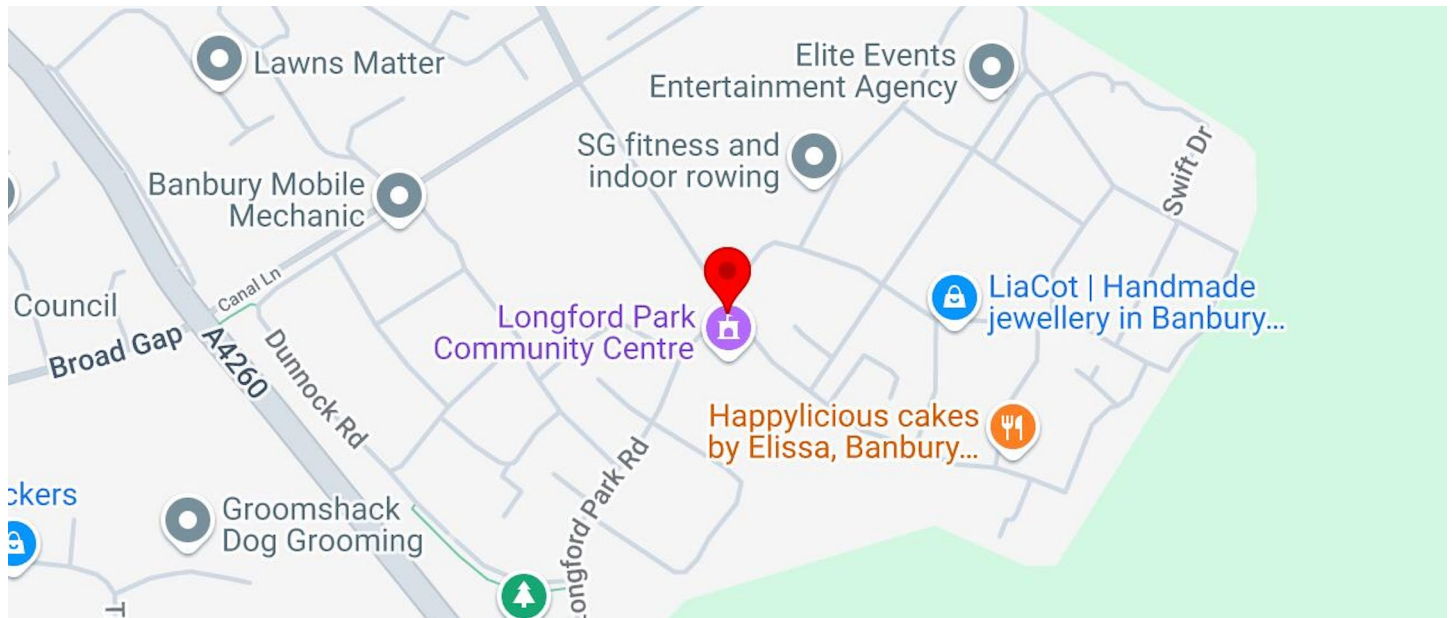 Lawns Matter
Elite Events
Entertainment Agency
SG fitness and
indoor rowing
Swift Dr
Banbury Mobile
Mechanic
Canal Ln
Council
Broad Gap
A4260
Dunnock Rd
Longford Park
Community Centre
LiaCot | Handmade
jewellery in Banbury...
Happylicious cakes
by Elissa, Banbury...
Longford Park Rd
ckers
Groomshack
Dog Grooming
T